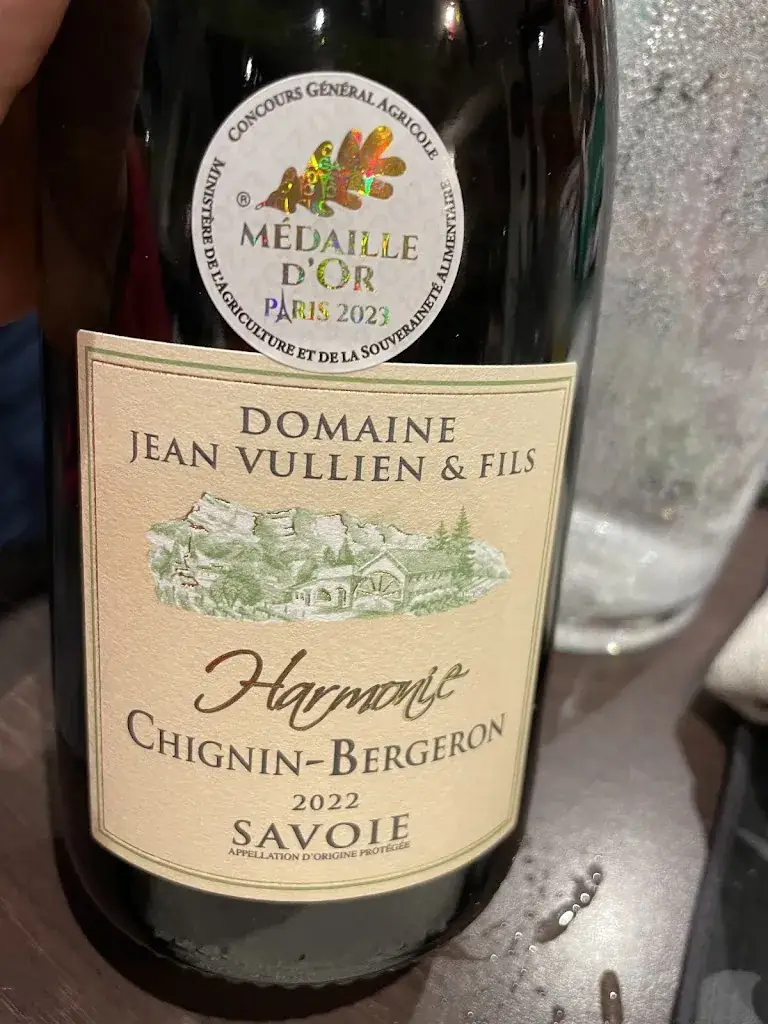 CONCOURS GÉNÉRAL AGRICOLE
®
MÉDAILLE
D'OR
PARIS 2023
MINISTÈRE DE L'AGRICULTURE ET DE LA SOUVERAINETÉ ALIMENTAIRE
DOMAINE
JEAN VULLIEN & FILS
Harmonie
CHIGNIN-BERGERON
2022
SAVOIE
APPELLATION D'ORIGINE PROTÉGÉE